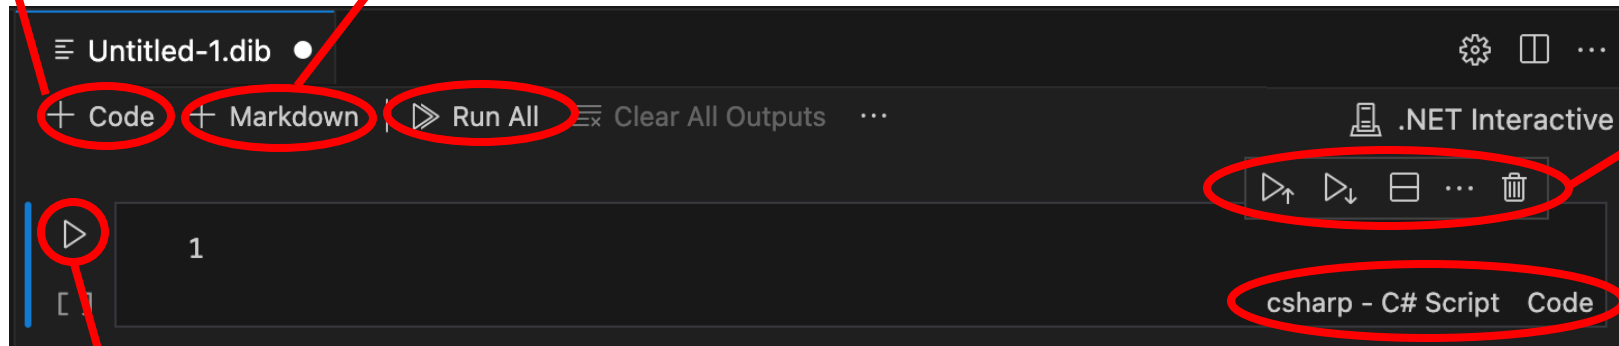 Untitled-1.dib
+ Code + Markdown Run All Clear All Outputs ... .NET Interactive
1
[ ]
csharp - C# Script Code